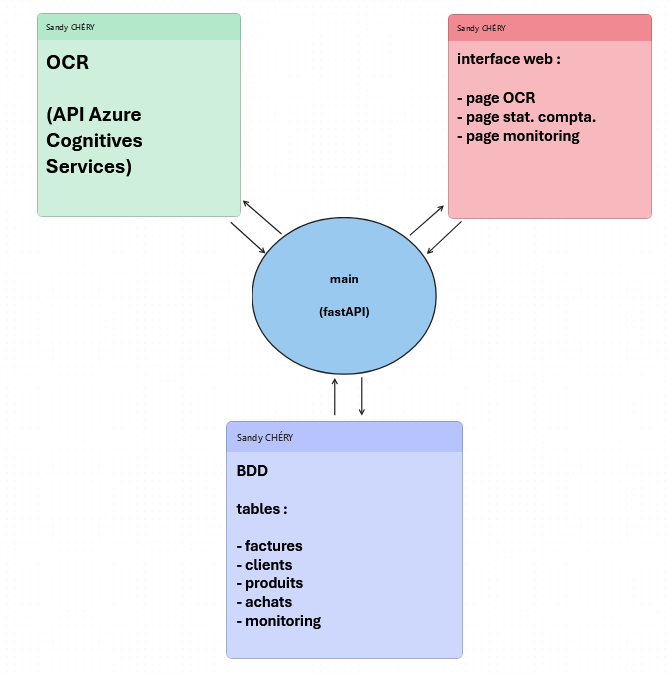 Sandy CHÉRY
OCR
(API Azure
Cognitives
Services)
Sandy CHÉRY
interface web :
- page OCR
- page stat. compta.
- page monitoring
main
(fastAPI)
Sandy CHÉRY
BDD
tables :
- factures
- clients
- produits
- achats
- monitoring